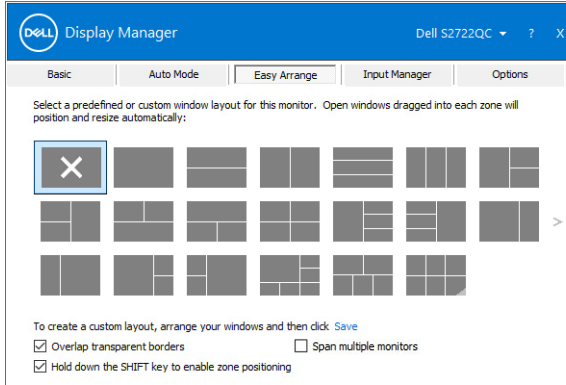 DELL Display Manager Dell S2722QC ? X
Basic Auto Mode Easy Arrange Input Manager Options
Select a predefined or custom window layout for this monitor. Open windows dragged into each zone will
position and resize automatically:
>
To create a custom layout, arrange your windows and then click Save
Overlap transparent borders Span multiple monitors
Hold down the SHIFT key to enable zone positioning